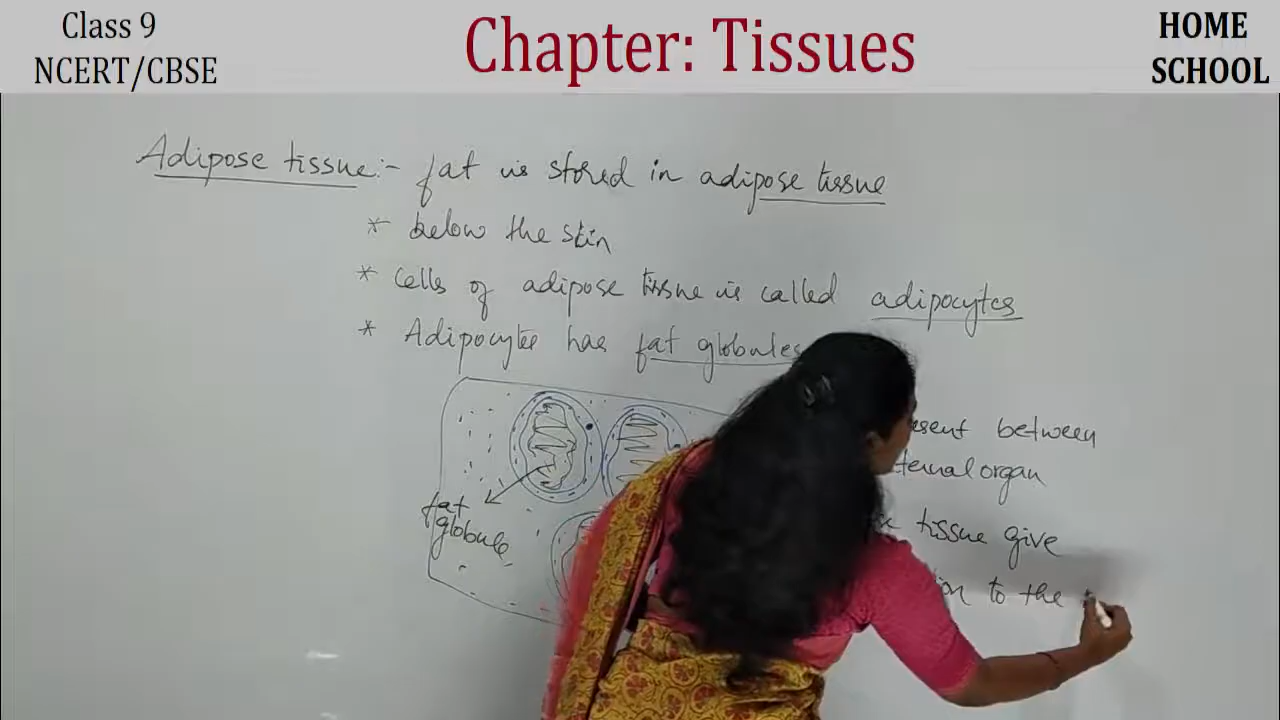 Class 9
NCERT/CBSE
Chapter: Tissues
HOME
SCHOOL
Adipose tissue:- fat is stored in adipose tissue
* below the skin
* Cells of adipose tissue is called adipocytes
* Adipocytes has fat globules
between
organ
fat
globule
tissue give
to the